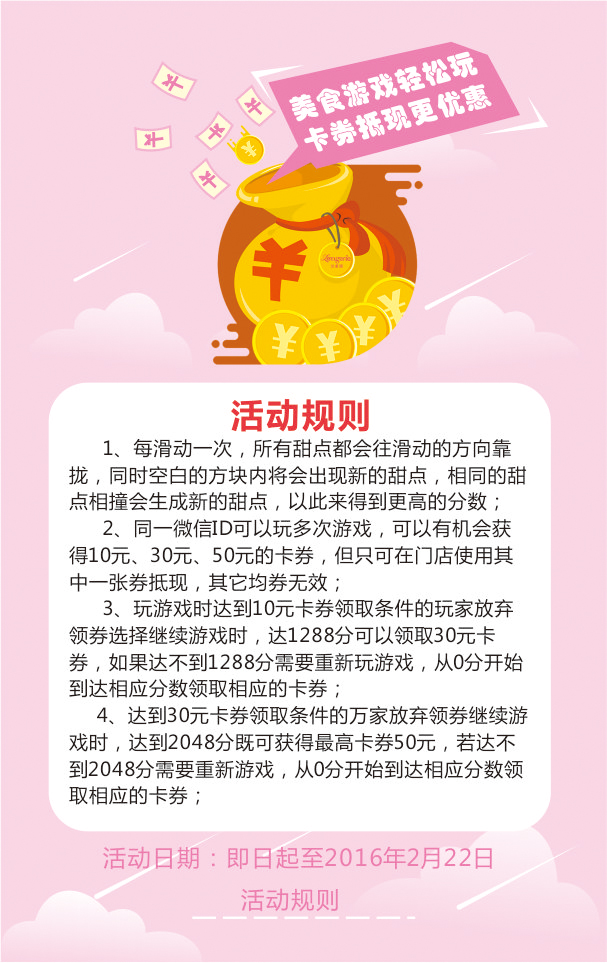 美食游戏轻松玩
卡券抵现更优惠
活动规则
1、每滑动一次，所有甜点都会往滑动的方向靠
拢，同时空白的方块内将会出现新的甜点，相同的甜
点相撞会生成新的甜点，以此来得到更高的分数；
2、同一微信ID可以玩多次游戏，可以有机会获
得10元、30元、50元的卡券，但只可在门店使用其
中一张券抵现，其它均券无效；
3、玩游戏时达到10元卡券领取条件的玩家放弃
领券选择继续游戏时，达1288分可以领取30元卡
券，如果达不到1288分需要重新玩游戏，从0分开始
到达相应分数领取相应的卡券；
4、达到30元卡券领取条件的万家放弃领券继续游
戏时，达到2048分既可获得最高卡券50元，若达不
到2048分需要重新游戏，从0分开始到达相应分数领
取相应的卡券；
活动日期：即日起至2016年2月22日
活动规则